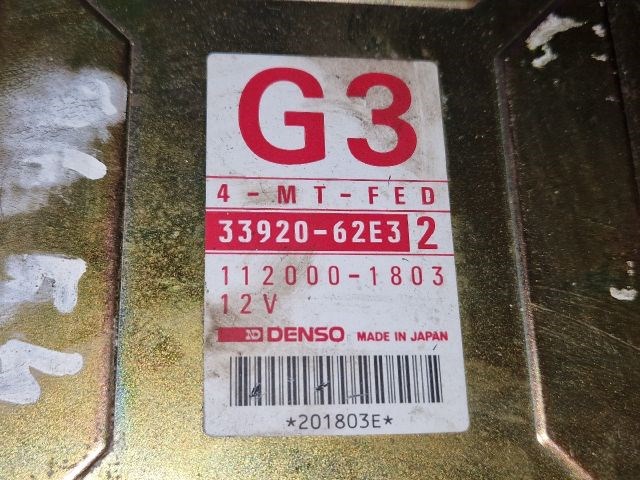 G3
4-MT-FED
33920-62E3 2
112000-1803
12V
DENSO MADE IN JAPAN
*201803E*